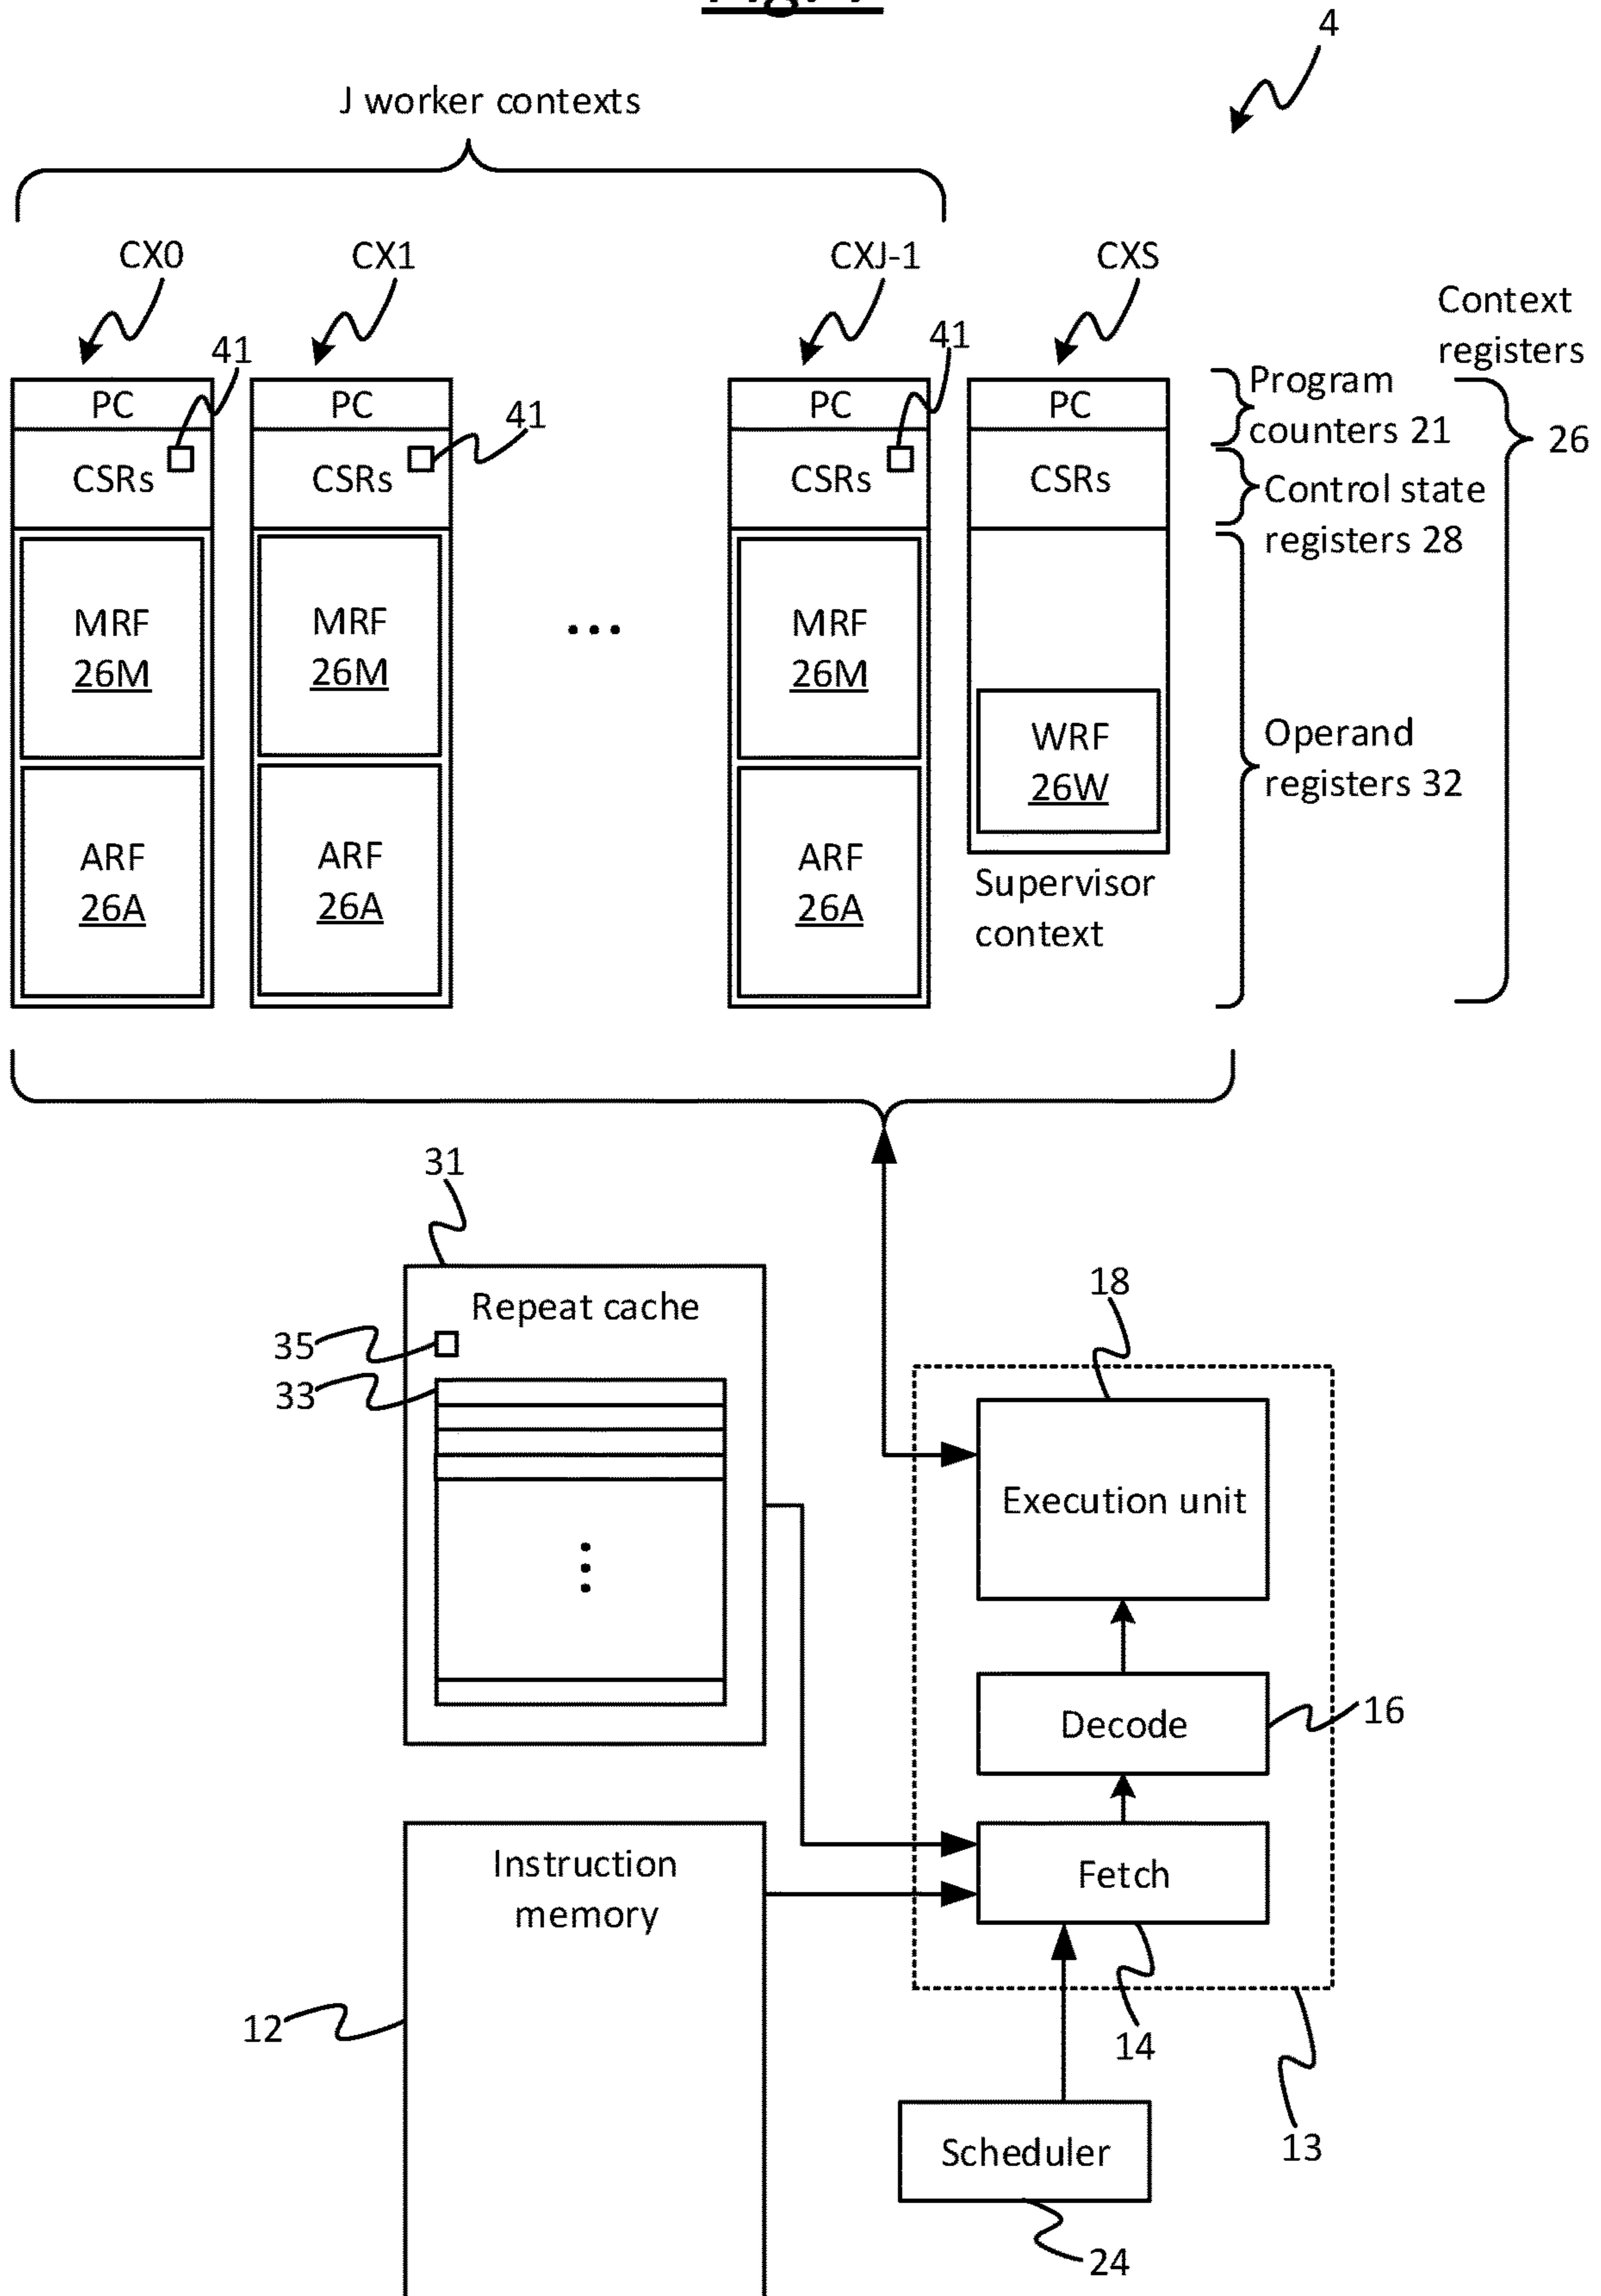 4
J worker contexts
CX0
CX1
CXJ-1
CXS
Context
registers
41
41
41
PC
PC
PC
PC
Program
counters 21
26
CSRs
CSRs
CSRs
CSRs
Control state
registers 28
MRF
26M
MRF
26M
...
MRF
26M
WRF
26W
Operand
registers 32
ARF
26A
ARF
26A
ARF
26A
Supervisor
context
31
Repeat cache
35
33
18
Execution unit
Decode
16
Instruction
memory
Fetch
12
14
13
Scheduler
24